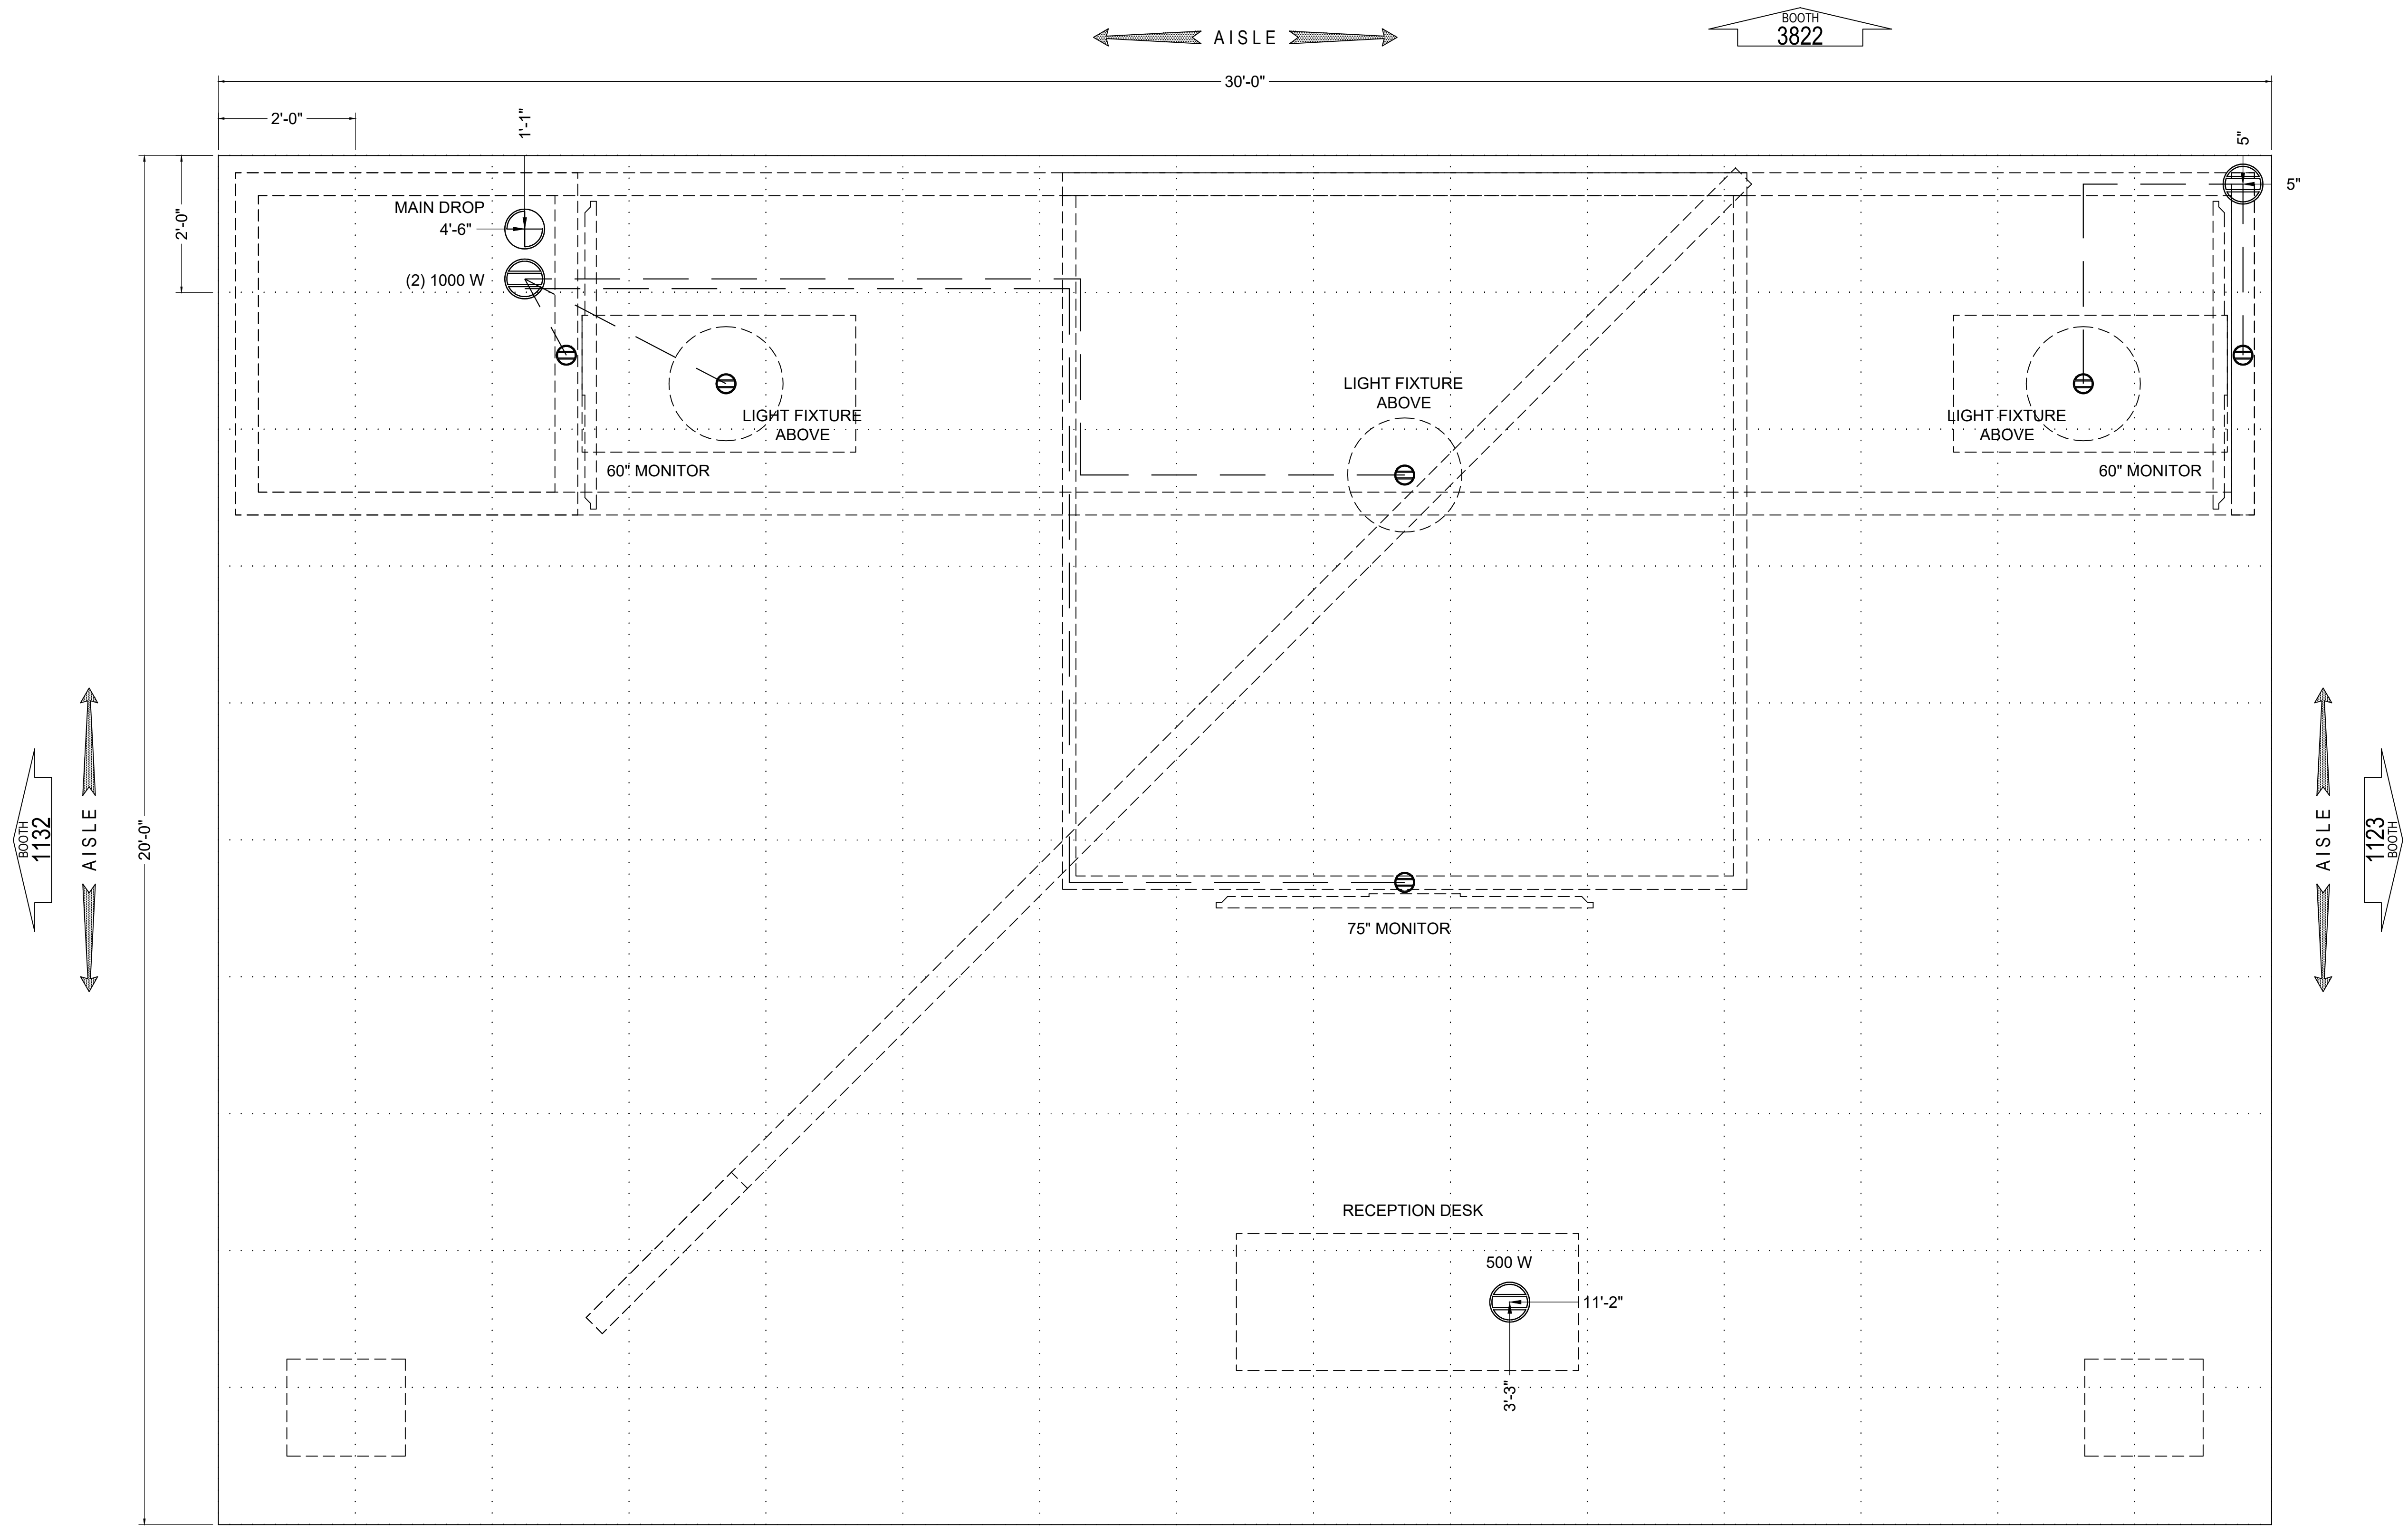 BOOTH
3822
AISLE
30'-0"
2'-0"
1'-1"
5"
5"
2'-0"
MAIN DROP
4'-6"
(2) 1000 W
LIGHT FIXTURE
ABOVE
60" MONITOR
LIGHT FIXTURE
ABOVE
LIGHT FIXTURE
ABOVE
60" MONITOR
BOOTH
1132
AISLE
20'-0"
AISLE
1123
BOOTH
75" MONITOR
RECEPTION DESK
500 W
11'-2"
3'-3"